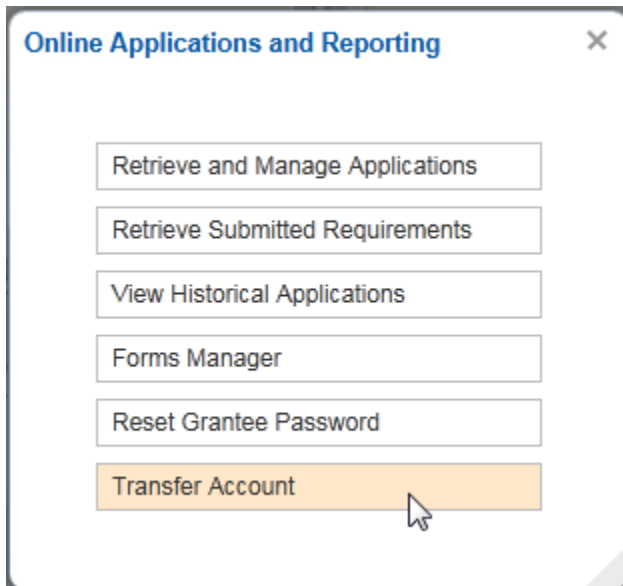 Online Applications and Reporting
Retrieve and Manage Applications
Retrieve Submitted Requirements
View Historical Applications
Forms Manager
Reset Grantee Password
Transfer Account